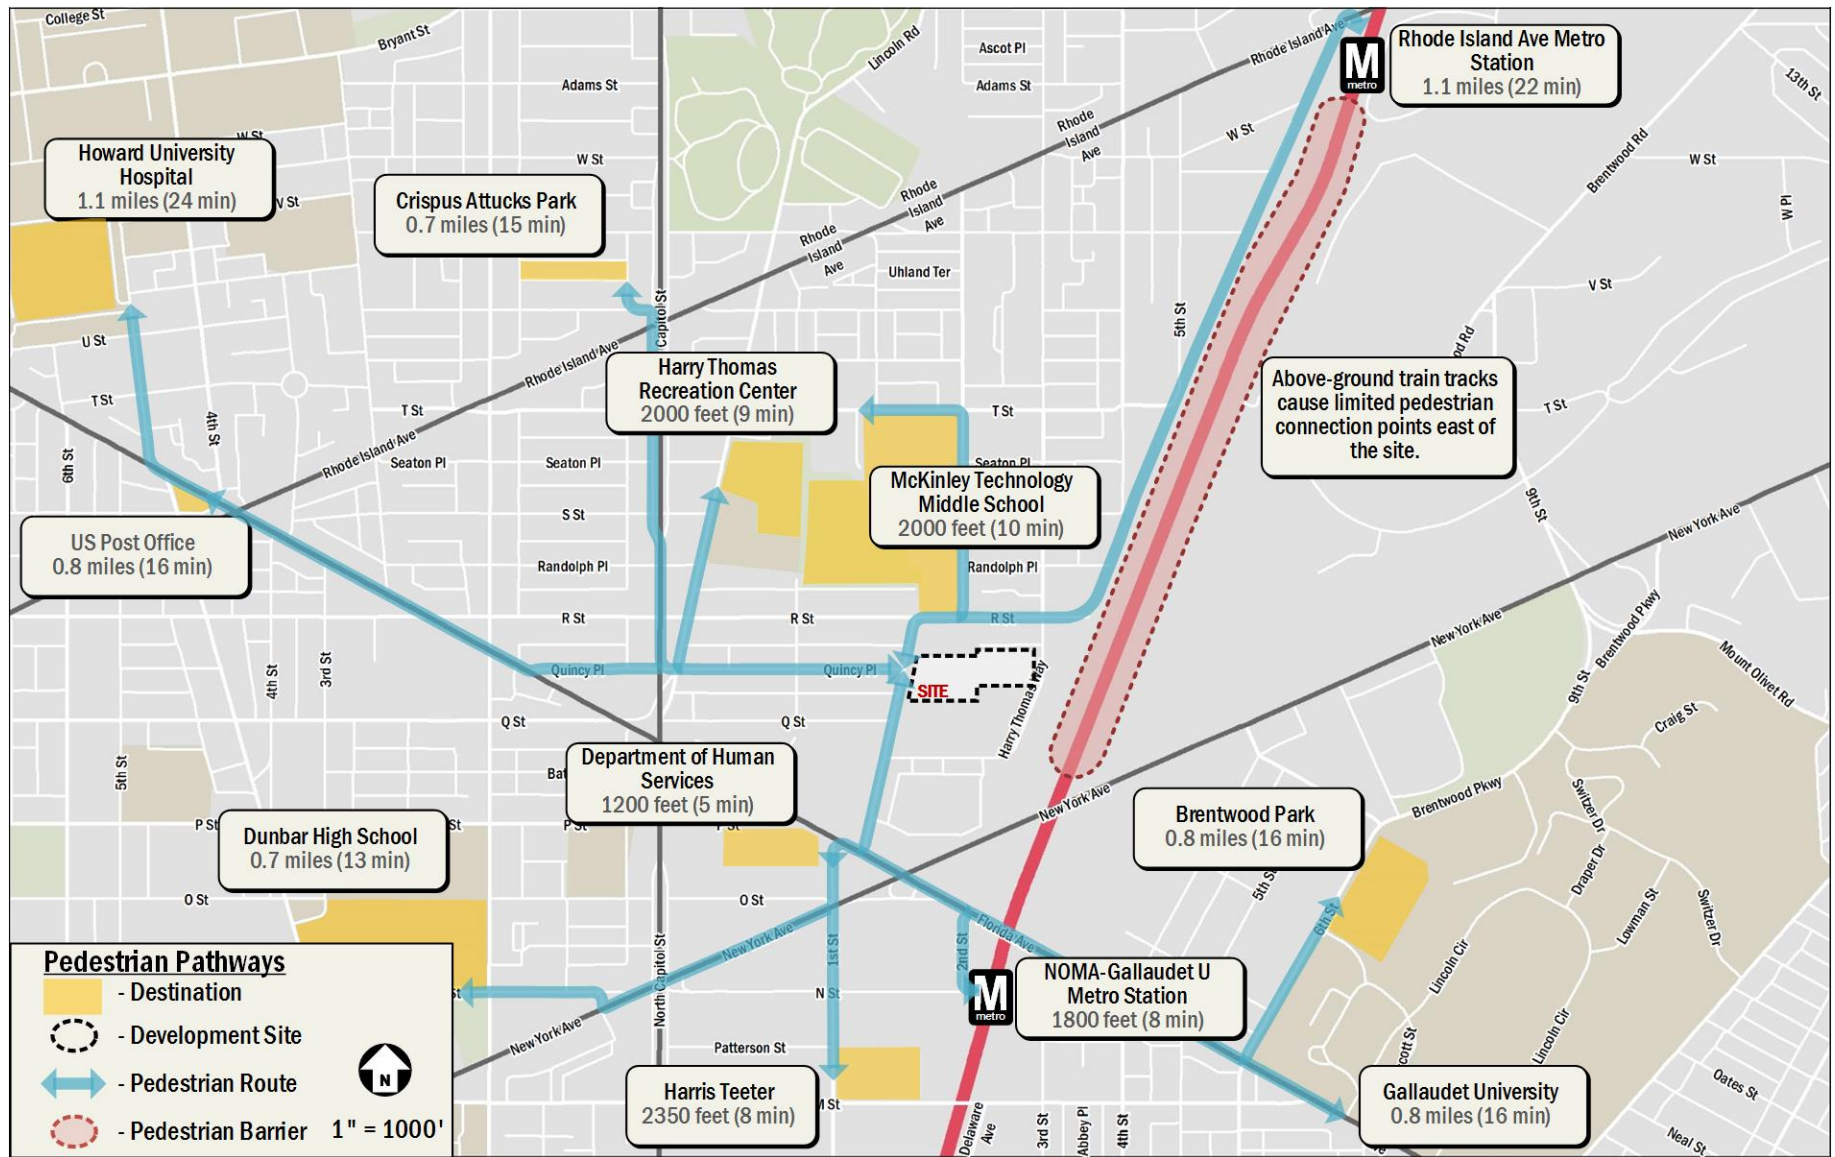 College St
Bryant St
Lincoln Rd
Ascot Pl
Rhode Island Ave
M
metro
Rhode Island Ave Metro
Station
1.1 miles (22 min)
13th St
Adams St
Adams St
Rhode
Island
Ave
W St
W St
Brentwood Rd
W St
W St
Howard University
Hospital
1.1 miles (24 min)
V St
Crispus Attucks Park
0.7 miles (15 min)
Rhode
Island
Ave
W Pl
Rhode
Island
Ave
Uhland Ter
V St
Capitol St
5th St
U St
Rhode Island Ave
od Rd
Harry Thomas
Recreation Center
2000 feet (9 min)
Above-ground train tracks
cause limited pedestrian
connection points east of
the site.
T St
4th St
T St
T St
T St
Rhode Island Ave
6th St
Seaton Pl
Seaton Pl
Seaton Pl
McKinley Technology
Middle School
2000 feet (10 min)
9th St
New York Ave
S St
US Post Office
0.8 miles (16 min)
Randolph Pl
Randolph Pl
R St
R St
R St
New York Ave
Brentwood Pkwy
4th St
3rd St
Quincy Pl
Quincy Pl
SITE
Harry Thomas Way
9th St
Mount Olivet Rd
Q St
Q St
Craig St
5th St
Bat
Department of Human
Services
1200 feet (5 min)
New York Ave
Brentwood Pkwy
Switzer Dr
P St
St
P St
P St
Dunbar High School
0.7 miles (13 min)
Brentwood Park
0.8 miles (16 min)
5th St
Draper Dr
O St
O St
6th St
Lowman St
Switzer Dr
New York Ave
1st St
2nd St
Florida Ave
Lincoln Cir
North Capitol St
St
N St
M
metro
NOMA-Gallaudet U
Metro Station
1800 feet (8 min)
New York Ave
Patterson St
cott St
Lincoln Cir
Harris Teeter
2350 feet (8 min)
M St
Delaware
Ave
3rd St
Abbey Pl
4th St
Gallaudet University
0.8 miles (16 min)
Oates St
Neal St
ve
Pedestrian Pathways
- Destination
- Development Site
- Pedestrian Route
- Pedestrian Barrier
N
1" = 1000'